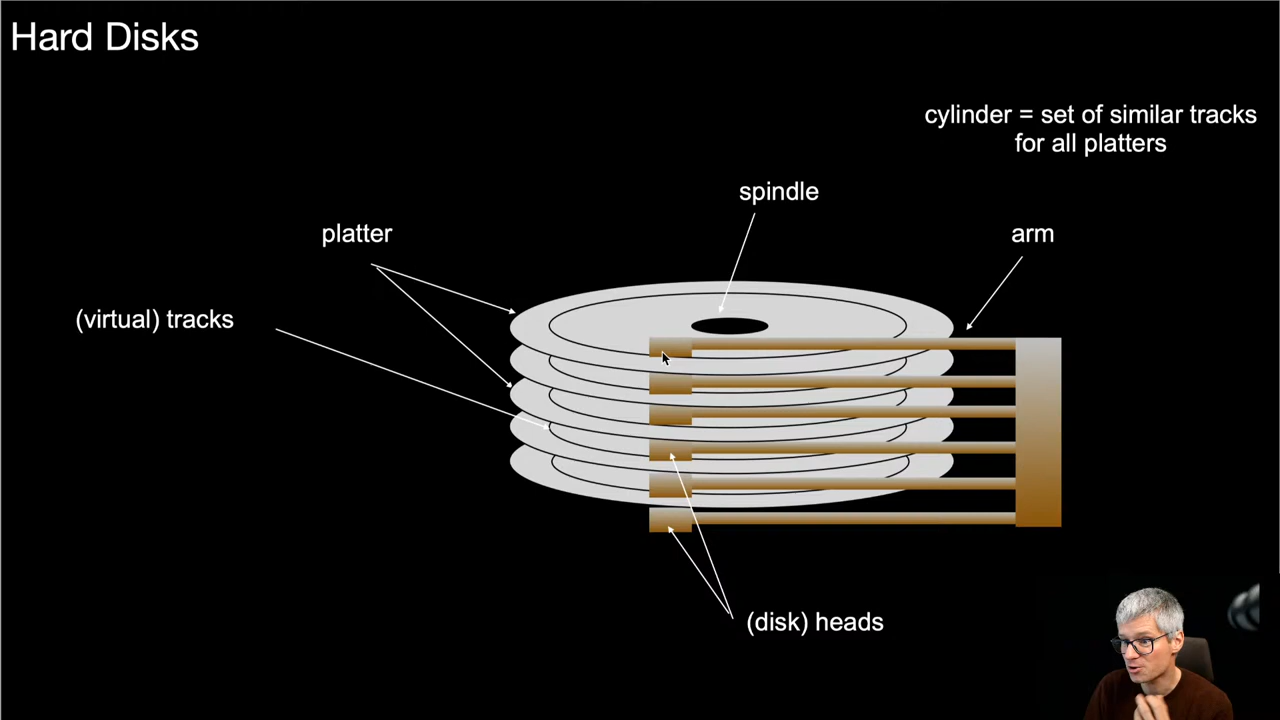 Hard Disks
cylinder = set of similar tracks
for all platters
spindle
platter
arm
(virtual) tracks
(disk) heads